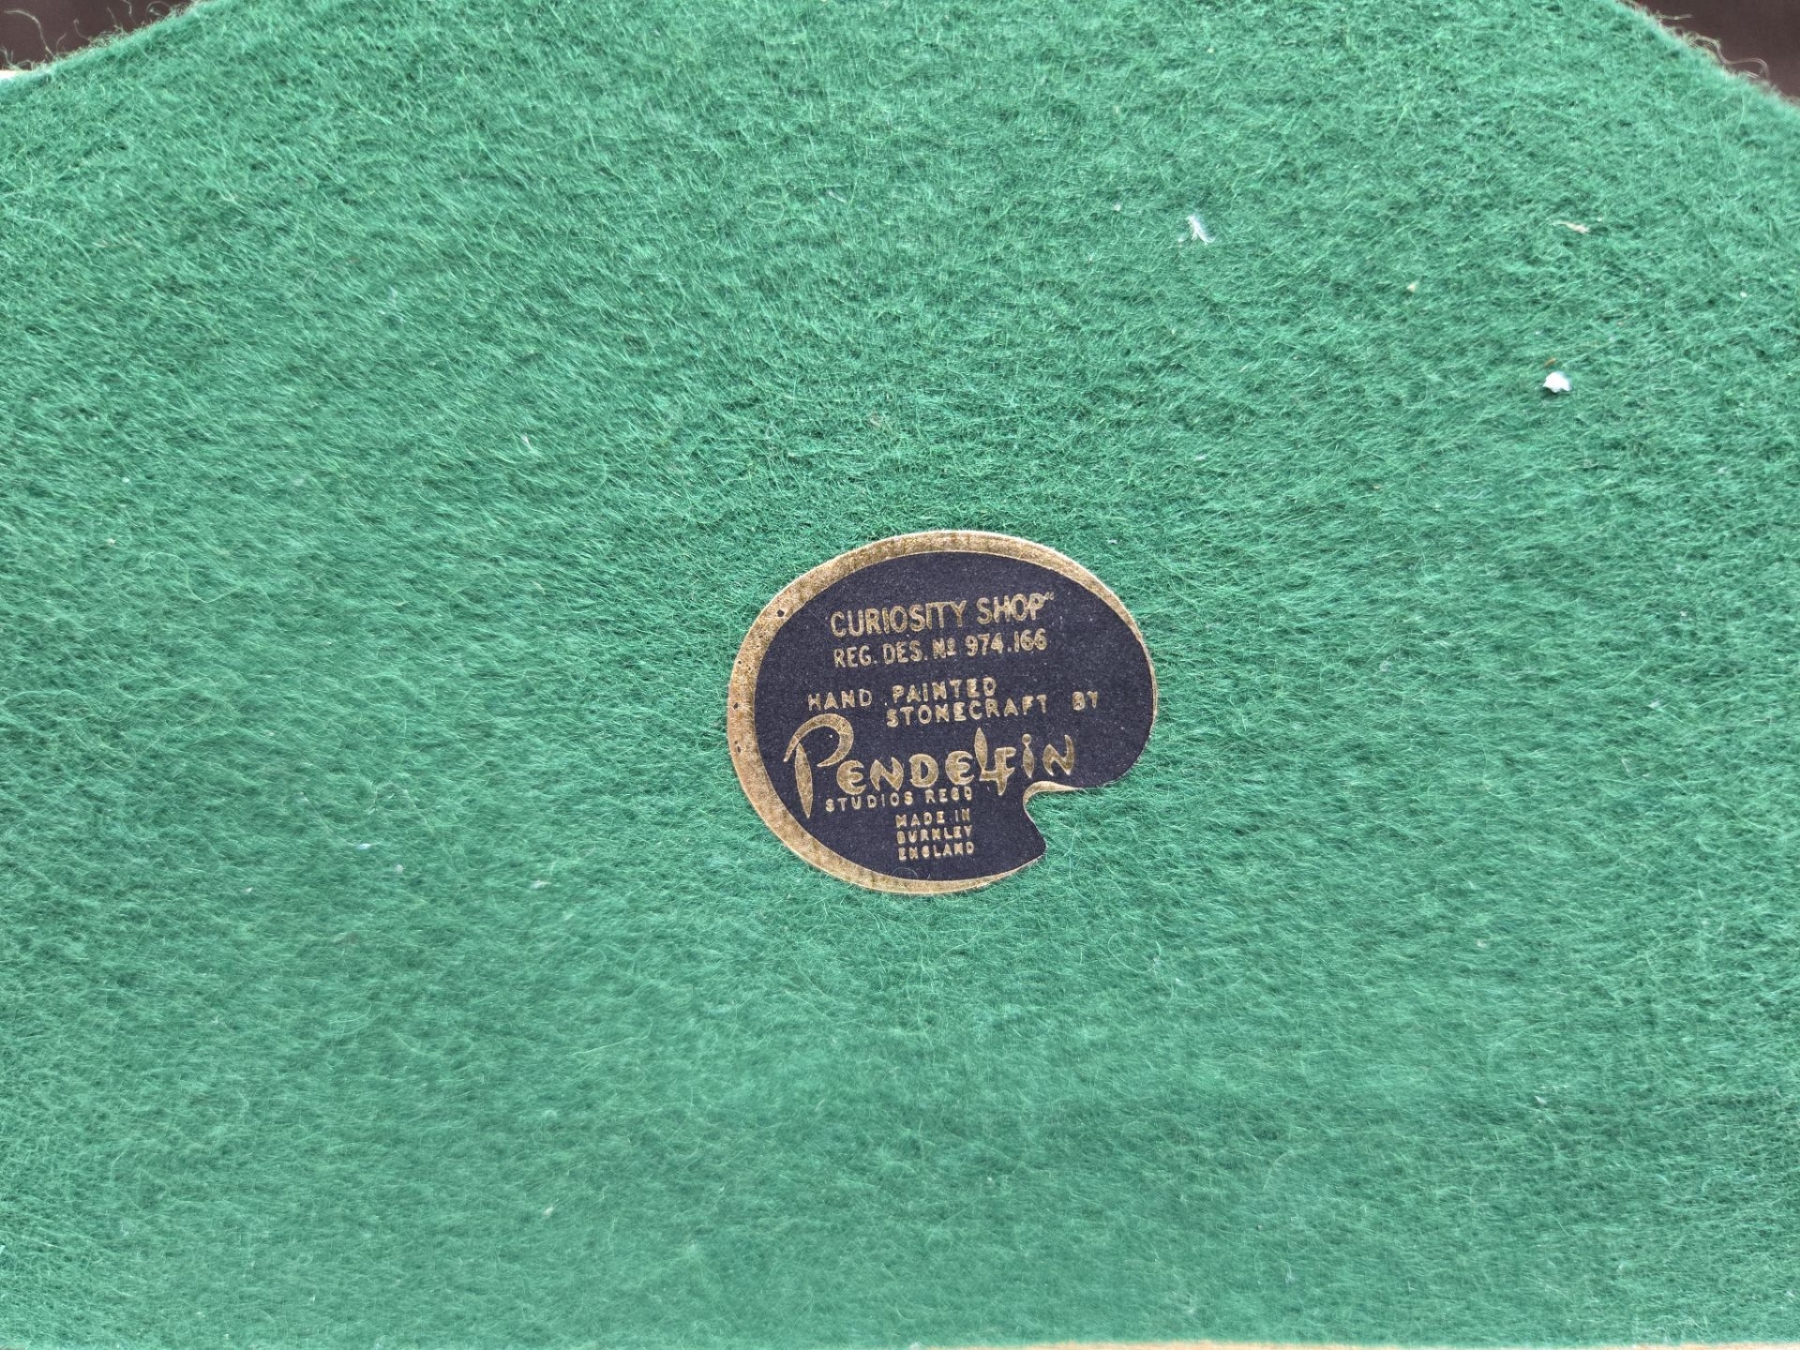 CURIOSITY SHOP"
REG. DES. Nº 974.166
HAND PAINTED
STONECRAFT BY
PENDELFIN
STUDIOS REGD
MADE IN
BURNLEY
ENGLAND